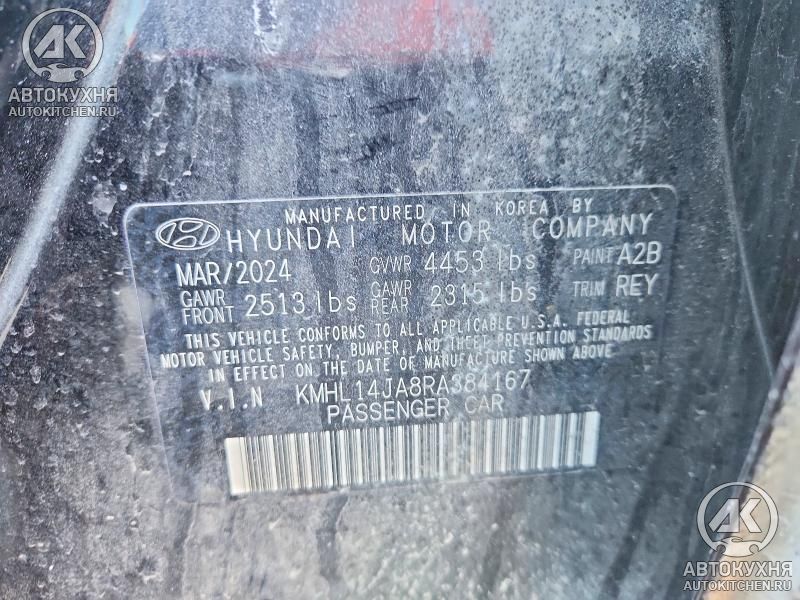 AK
АВТОКУХНЯ
AUTOKITCHEN.RU
MANUFACTURED IN KOREA BY
HYUNDAI MOTOR COMPANY
MAR/2024 GVWR 4453 lbs PAINT A2B
GAWR FRONT 2513 lbs GAWR REAR 2315 lbs TRIM REY
THIS VEHICLE CONFORMS TO ALL APPLICABLE U.S.A. FEDERAL
MOTOR VEHICLE SAFETY, BUMPER, AND THEFT PREVENTION STANDARDS
IN EFFECT ON THE DATE OF MANUFACTURE SHOWN ABOVE
V.I.N KMHL14JA8RA384167
PASSENGER CAR
AK
АВТОКУХНЯ
AUTOKITCHEN.RU